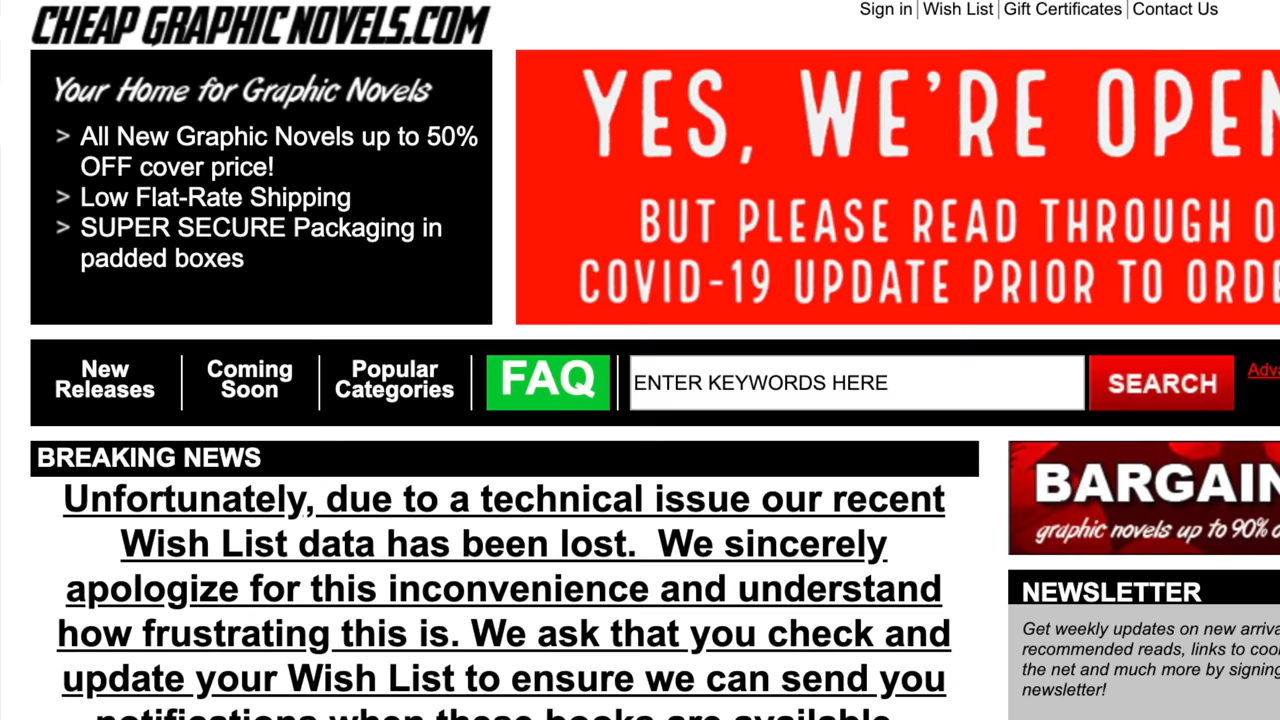 CHEAP GRAPHIC NOVELS.COM
Sign in | Wish List | Gift Certificates | Contact Us
Your Home for Graphic Novels
> All New Graphic Novels up to 50%
OFF cover price!
> Low Flat-Rate Shipping
> SUPER SECURE Packaging in
padded boxes
YES, WE'RE OPEN
BUT PLEASE READ THROUGH
COVID-19 UPDATE PRIOR TO
New
Releases
Coming
Soon
Popular
Categories
FAQ
ENTER KEYWORDS HERE
SEARCH
BREAKING NEWS
Unfortunately, due to a technical issue our recent
Wish List data has been lost. We sincerely
apologize for this inconvenience and understand
how frustrating this is. We ask that you check and
update your Wish List to ensure we can send you
notifications when these books are available.
BARGAIN
graphic novels up to 90%
NEWSLETTER
Get weekly updates on new
recommended reads, links to
the net and much more by signing
newsletter!